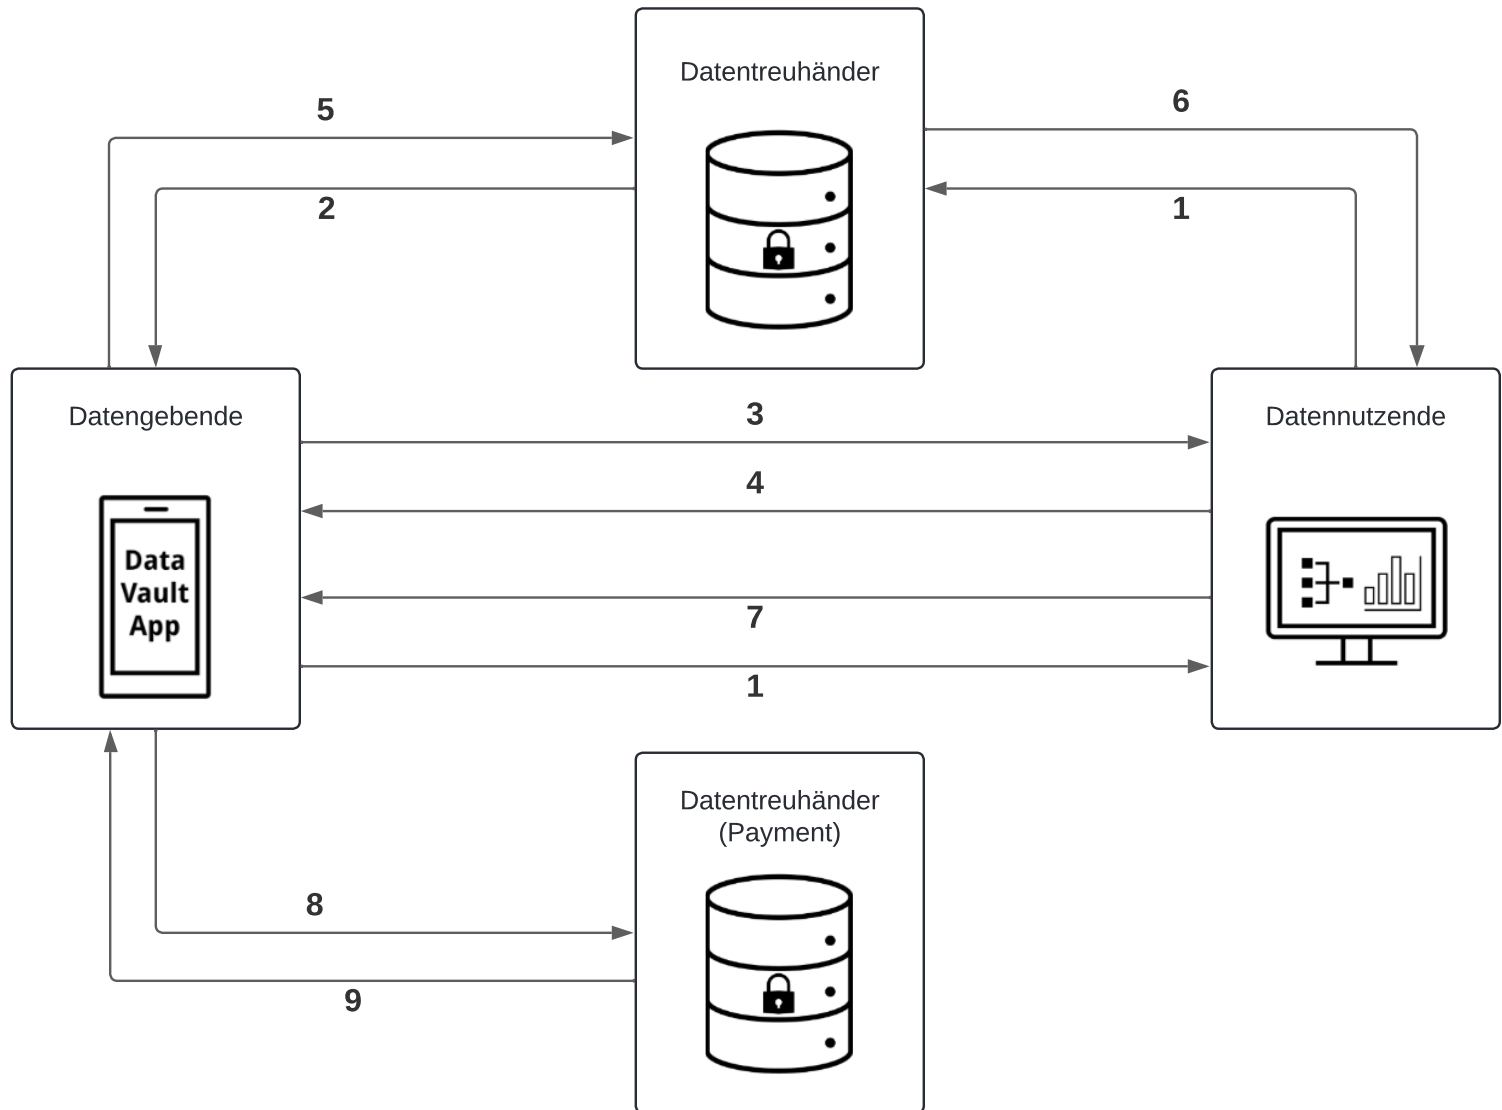 Datentreuhänder
5
6
2
1
Datengebende
Datennutzende
3
4
Data
Vault
App
7
1
Datentreuhänder
(Payment)
8
9